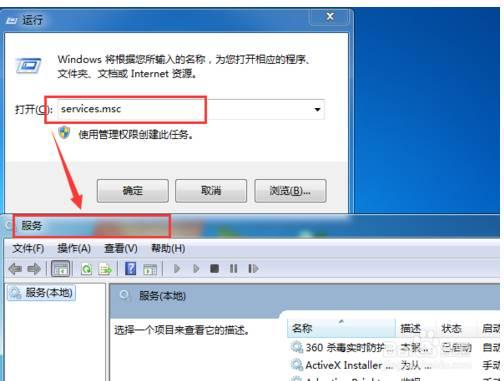 运行
Windows 将根据您所输入的名称，为您打开相应的程序、
文件夹、文档或 Internet 资源。
打开(O):
services.msc
使用管理权限创建此任务。
确定
取消
浏览(B)...
服务
文件(F) 操作(A) 查看(V) 帮助(H)
服务(本地)
服务(本地)
选择一个项目来查看它的描述。
名称 描述 状态 启动
360 杀毒实时防护 本服... 已启动 自动
ActiveX Installer ... 为从 ... 手动